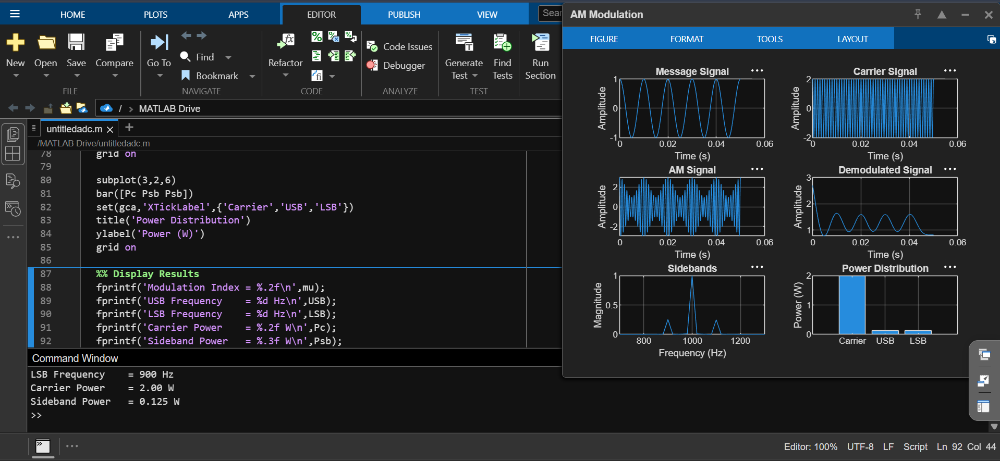 HOME PLOTS APPS EDITOR PUBLISH VIEW Sear
New Open Save Compare Go To Find Bookmark Refactor Code Issues Debugger Generate Test Find Tests Run Section
FILE NAVIGATE CODE ANALYZE TEST
/ › MATLAB Drive
untitledadc.m
/MATLAB Drive/untitledadc.m
78 grid on
79
80 subplot(3,2,6)
81 bar([Pc Psb Psb])
82 set(gca,'XTickLabel',{'Carrier','USB','LSB'})
83 title('Power Distribution')
84 ylabel('Power (W)')
85 grid on
86
87 %% Display Results
88 fprintf('Modulation Index = %.2f\n',mu);
89 fprintf('USB Frequency    = %d Hz\n',USB);
90 fprintf('LSB Frequency    = %d Hz\n',LSB);
91 fprintf('Carrier Power    = %.2f W\n',Pc);
92 fprintf('Sideband Power   = %.3f W\n',Psb);
Command Window
LSB Frequency    = 900 Hz
Carrier Power    = 2.00 W
Sideband Power   = 0.125 W
>>
AM Modulation
FIGURE FORMAT TOOLS LAYOUT
Message Signal
Amplitude
1
0
-1
0 0.02 0.04 0.06
Time (s)
Carrier Signal
Amplitude
2
0
-2
0 0.02 0.04 0.06
Time (s)
AM Signal
Amplitude
2
0
-2
0 0.02 0.04 0.06
Time (s)
Demodulated Signal
Amplitude
3
2
1
0 0.02 0.04 0.06
Time (s)
Sidebands
Magnitude
1
0.5
0
800 1000 1200
Frequency (Hz)
Power Distribution
Power (W)
2
1
0
Carrier USB LSB
Editor: 100% UTF-8 LF Script Ln 92 Col 44